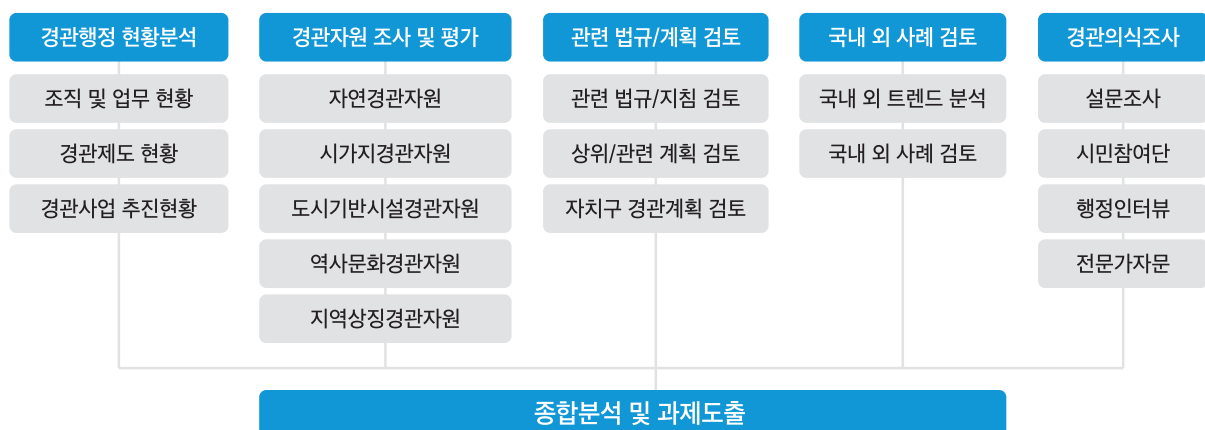 경관행정 현황분석
조직 및 업무 현황
경관제도 현황
경관사업 추진현황
경관자원 조사 및 평가
자연경관자원
시가지경관자원
도시기반시설경관자원
역사문화경관자원
지역상징경관자원
관련 법규/계획 검토
관련 법규/지침 검토
상위/관련 계획 검토
자치구 경관계획 검토
국내 외 사례 검토
국내 외 트렌드 분석
국내 외 사례 검토
경관의식조사
설문조사
시민참여단
행정인터뷰
전문가자문
종합분석 및 과제도출